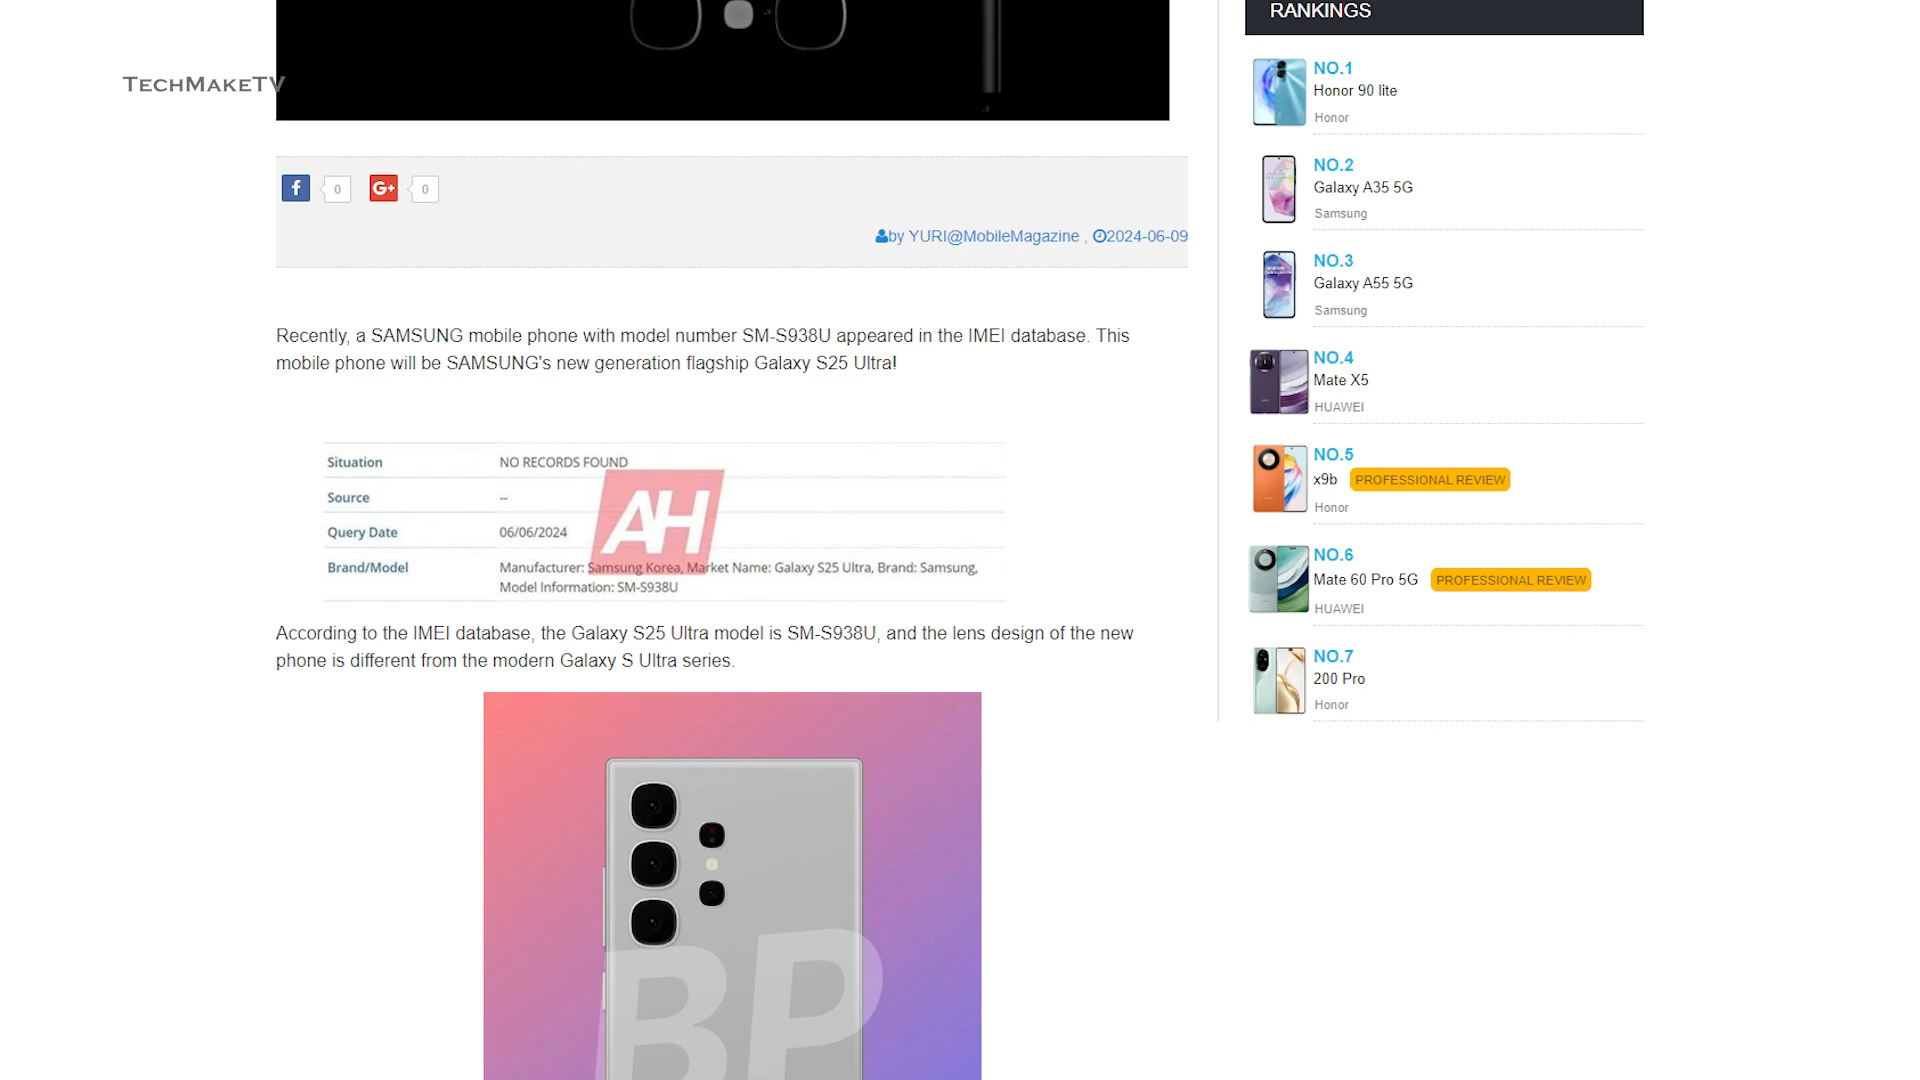 TECHMAKETV
f 0 G+ 0
by YURI@MobileMagazine , 2024-06-09
Recently, a SAMSUNG mobile phone with model number SM-S938U appeared in the IMEI database. This
mobile phone will be SAMSUNG's new generation flagship Galaxy S25 Ultra!
Situation NO RECORDS FOUND
Source --
Query Date 06/06/2024
Brand/Model Manufacturer: Samsung Korea, Market Name: Galaxy S25 Ultra, Brand: Samsung,
Model Information: SM-S938U
AH
According to the IMEI database, the Galaxy S25 Ultra model is SM-S938U, and the lens design of the new
phone is different from the modern Galaxy S Ultra series.
BP
RANKINGS
NO.1
Honor 90 lite
Honor
NO.2
Galaxy A35 5G
Samsung
NO.3
Galaxy A55 5G
Samsung
NO.4
Mate X5
HUAWEI
NO.5
x9b PROFESSIONAL REVIEW
Honor
NO.6
Mate 60 Pro 5G PROFESSIONAL REVIEW
HUAWEI
NO.7
200 Pro
Honor